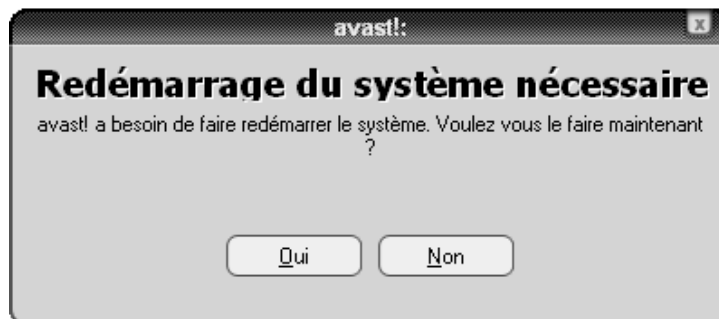 avast!:
x
Redémarrage du système nécessaire
avast! a besoin de faire redémarrer le système. Voulez vous le faire maintenant
?
Oui
Non